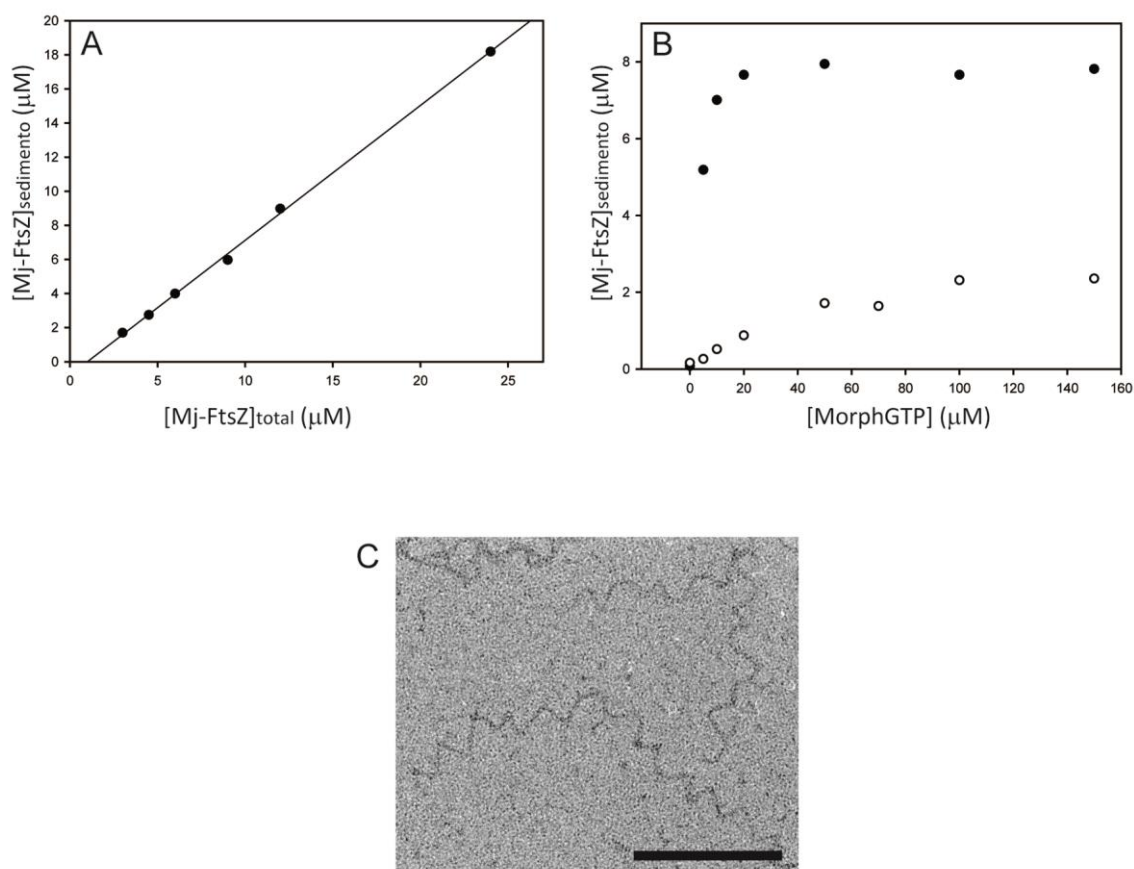 A
[Mj-FtsZ]sedimento (μM)
20
18
16
14
12
10
8
6
4
2
0
0 5 10 15 20 25
[Mj-FtsZ]total (μM)
B
[Mj-FtsZ]sedimento (μM)
8
6
4
2
0
0 20 40 60 80 100 120 140 160
[MorphGTP] (μM)
C